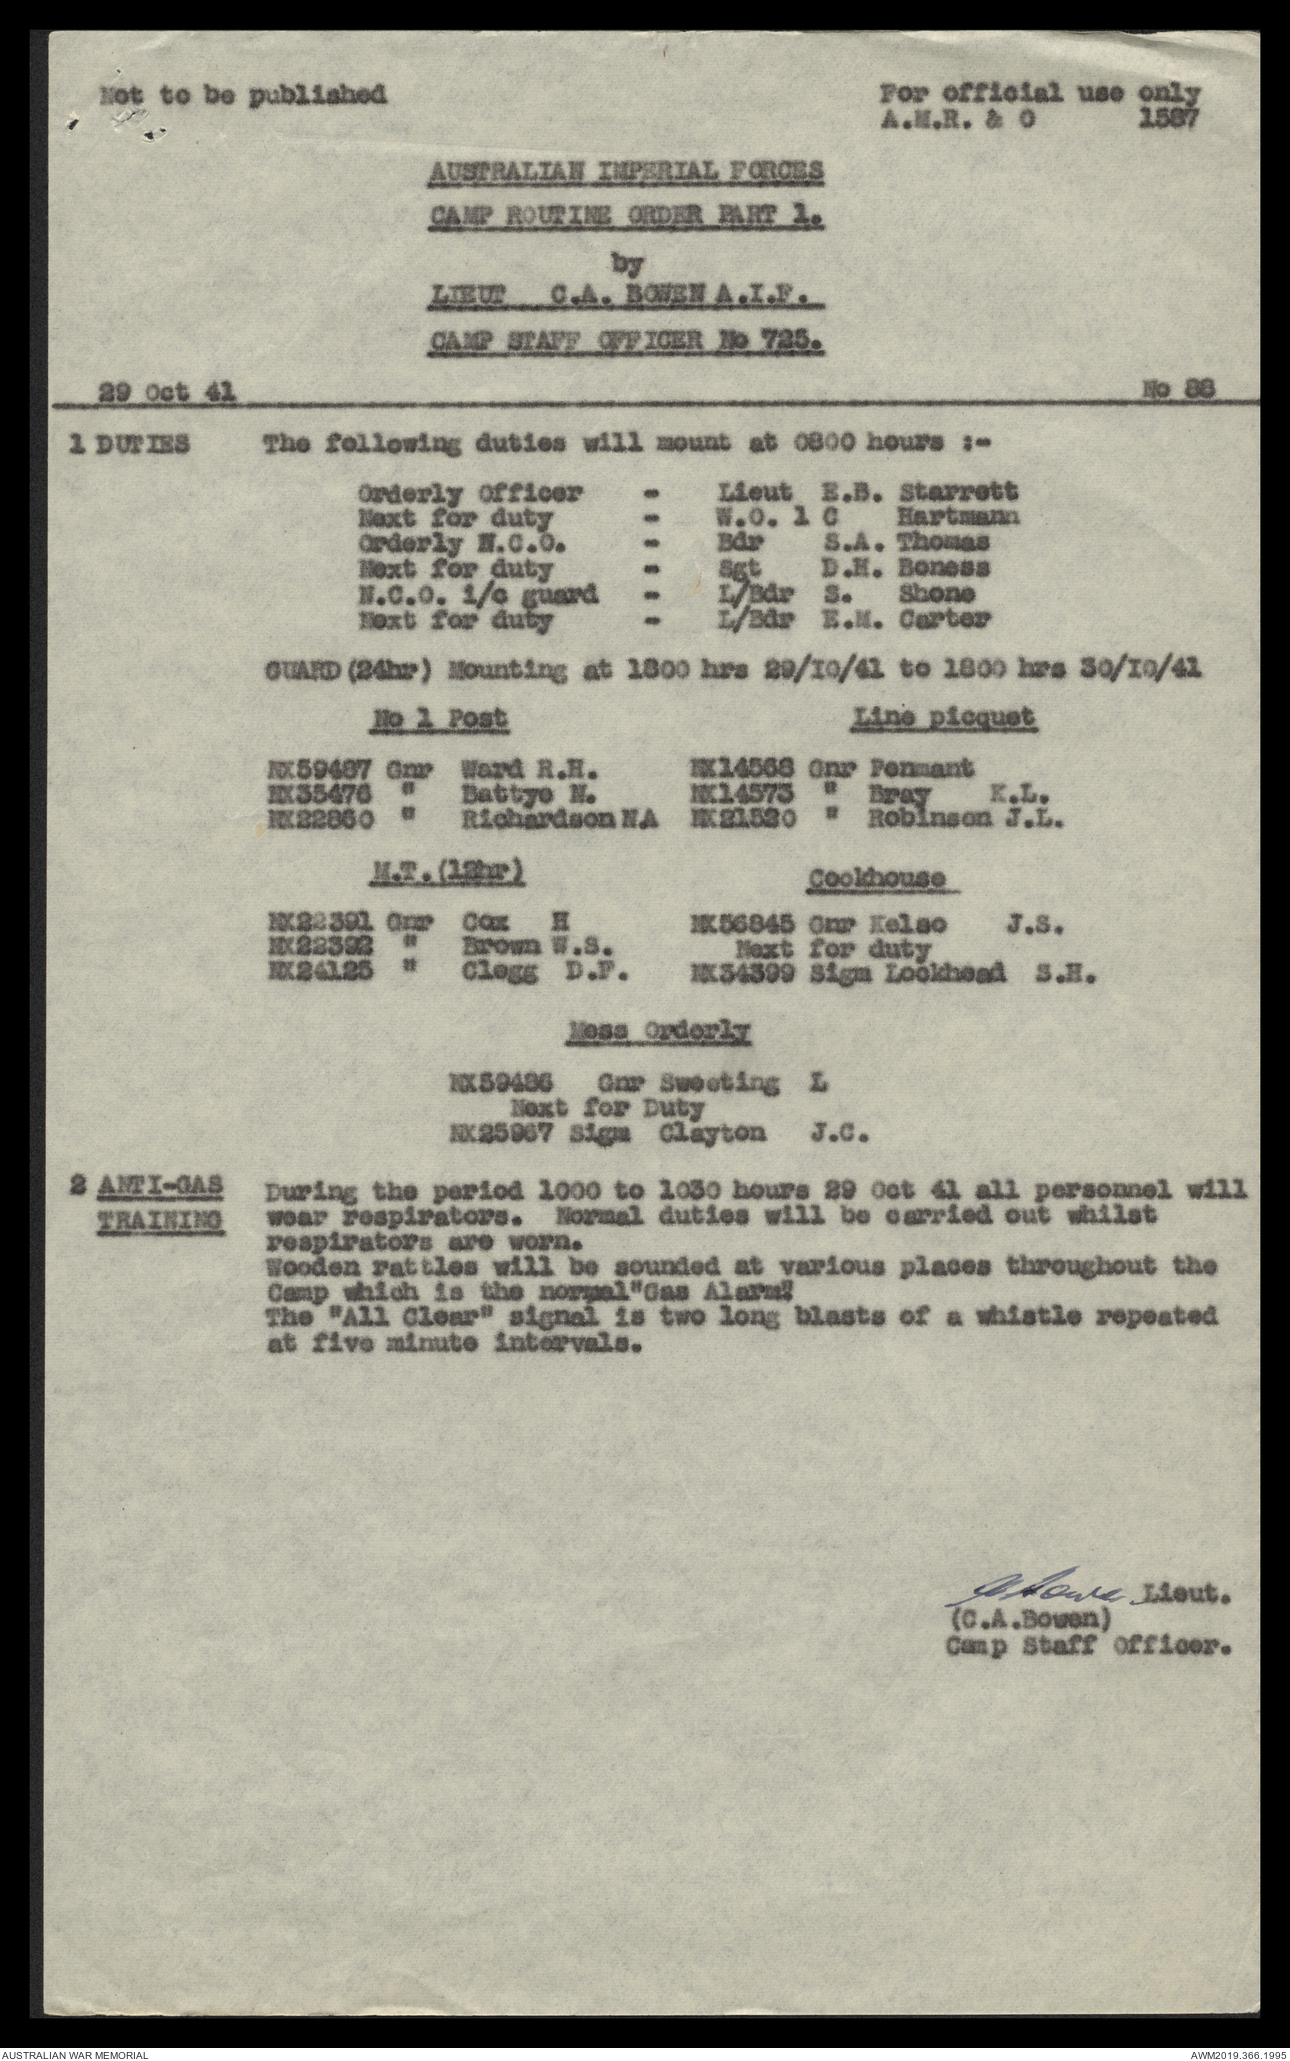 Not to be published For official use only
A.M.R. & O 1587
AUSTRALIAN IMPERIAL FORCES
CAMP ROUTINE ORDER PART 1.
by
LIEUT C.A. BOWEN A.I.F.
CAMP STAFF OFFICER No 725.
29 Oct 41 No 88
1 DUTIES The following duties will mount at 0800 hours :-
Orderly Officer - Lieut E.B. Starrett
Next for duty - W.O. 1 C Hartmann
Orderly N.C.O. - Bdr S.A. Thomas
Next for duty - Sgt D.H. Boness
N.C.O. i/c guard - L/Bdr S. Shone
Next for duty - L/Bdr E.M. Carter
GUARD (24hr) Mounting at 1800 hrs 29/10/41 to 1800 hrs 30/10/41
No 1 Post Line picquet
NX59487 Gnr Ward R.H. NX14568 Gnr Penmant
NX35476 " Battye N. NX14573 " Bray K.L.
NX22860 " Richardson N.A NX21520 " Robinson J.L.
M.T. (12hr) Cookhouse
NX22391 Gnr Cox H NX56845 Gnr Kelso J.S.
NX22392 " Brown W.S. Next for duty
NX24125 " Clegg D.F. NX34399 Sigm Lockhead S.H.
Mess Orderly
NX59486 Gnr Sweeting L
Next for Duty
NX25967 Sigm Clayton J.C.
2 ANTI-GAS TRAINING During the period 1000 to 1030 hours 29 Oct 41 all personnel will
wear respirators. Normal duties will be carried out whilst
respirators are worn.
Wooden rattles will be sounded at various places throughout the
Camp which is the normal "Gas Alarm"
The "All Clear" signal is two long blasts of a whistle repeated
at five minute intervals.
C Bowen Lieut.
(C.A.Bowen)
Camp Staff Officer.
AUSTRALIAN WAR MEMORIAL AWM2019.366.1995